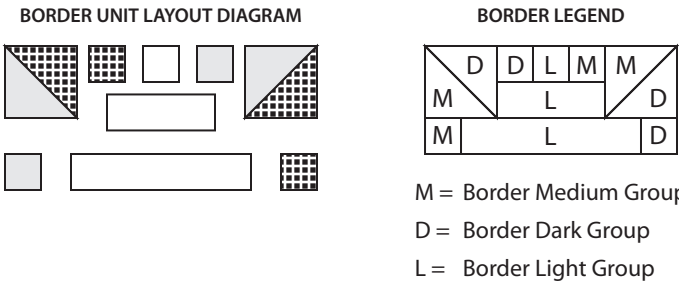 BORDER UNIT LAYOUT DIAGRAM
BORDER LEGEND
D D L M M
M L D
M L D
M = Border Medium Group
D = Border Dark Group
L = Border Light Group